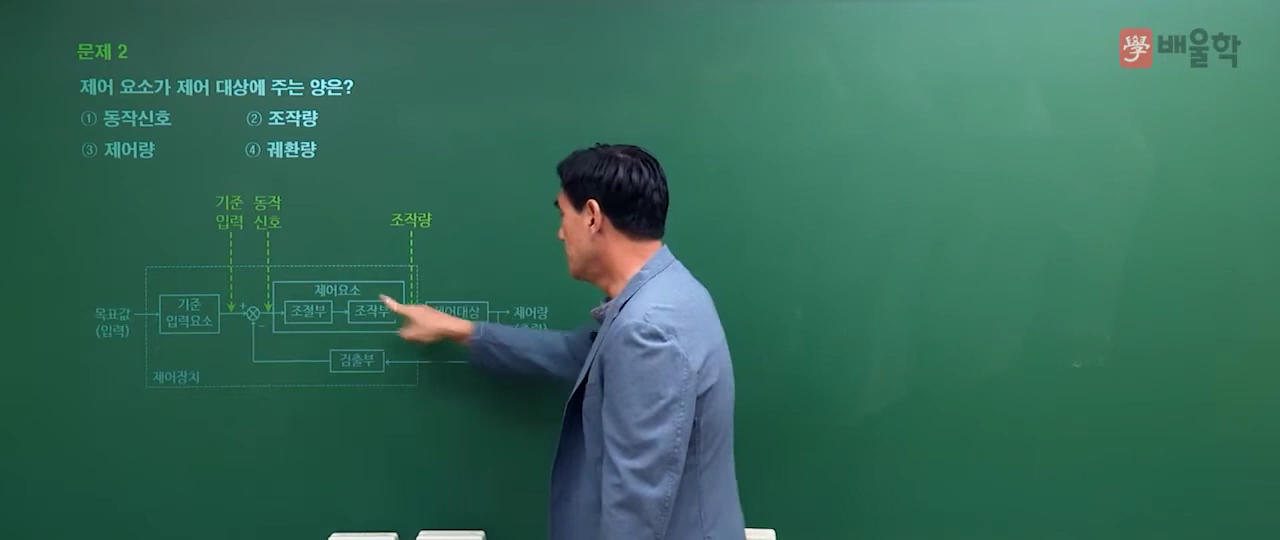 문제 2
學 배울학
제어 요소가 제어 대상에 주는 양은?
① 동작신호 ② 조작량
③ 제어량 ④ 궤환량
기준 동작
입력 신호
조작량
제어요소
목표값
(입력)
기준
입력요소
+
−
조절부
조작부
제어대상
제어량
(출력)
검출부
제어장치